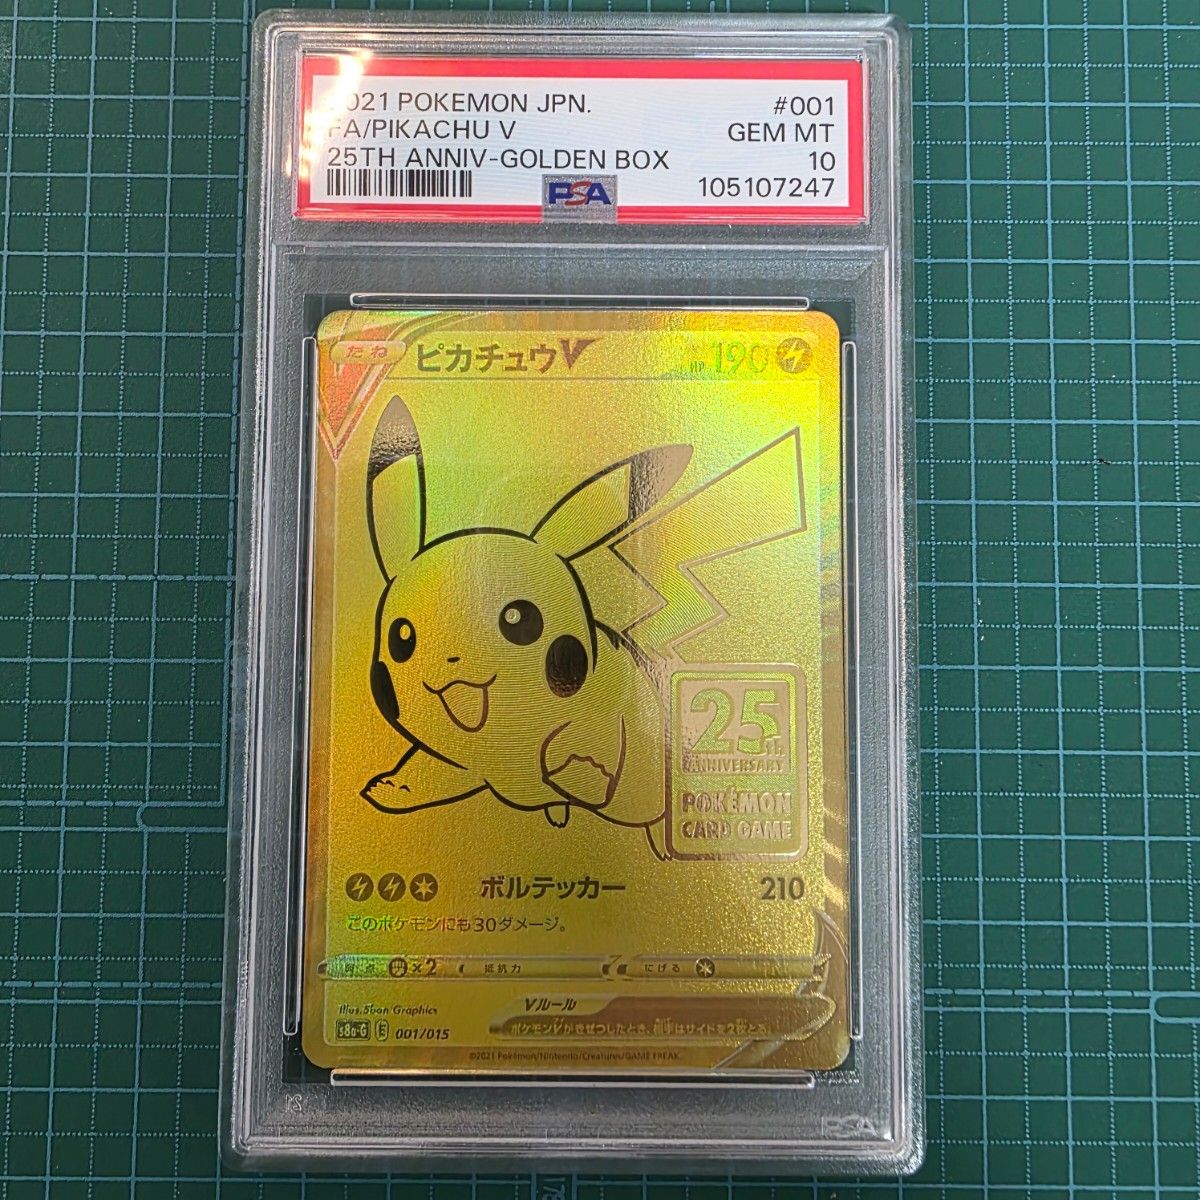 2021 POKEMON JPN. #001
FA/PIKACHU V GEM MT
25TH ANNIV-GOLDEN BOX 10
PSA 105107247
たね ピカチュウV HP 190
25th
ANNIVERSARY
POKÉMON
CARD GAME
ボルテッカー 210
このポケモンにも30ダメージ。
弱点 ×2 抵抗力 にげる
Illus. 5ban Graphics
Vルール
s8a-G E 001/015
ポケモンVがきぜつしたとき、相手はサイドを2枚とる。
©2021 Pokémon/Nintendo/Creatures/GAME FREAK.
PSA